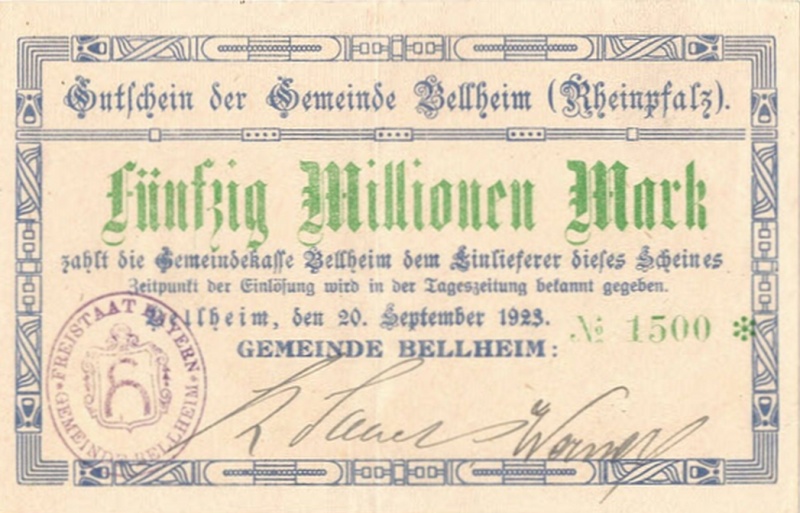 Gutschein der Gemeinde Bellheim (Rheinpfalz).
Fünfzig Millionen Mark
zahlt die Gemeindekasse Bellheim dem Einlieferer dieses Scheines
Zeitpunkt der Einlösung wird in der Tageszeitung bekannt gegeben.
Bellheim, den 20. September 1923.
№ 1500 ✻
GEMEINDE BELLHEIM:
FREISTAAT BAYERN
GEMEINDE BELLHEIM